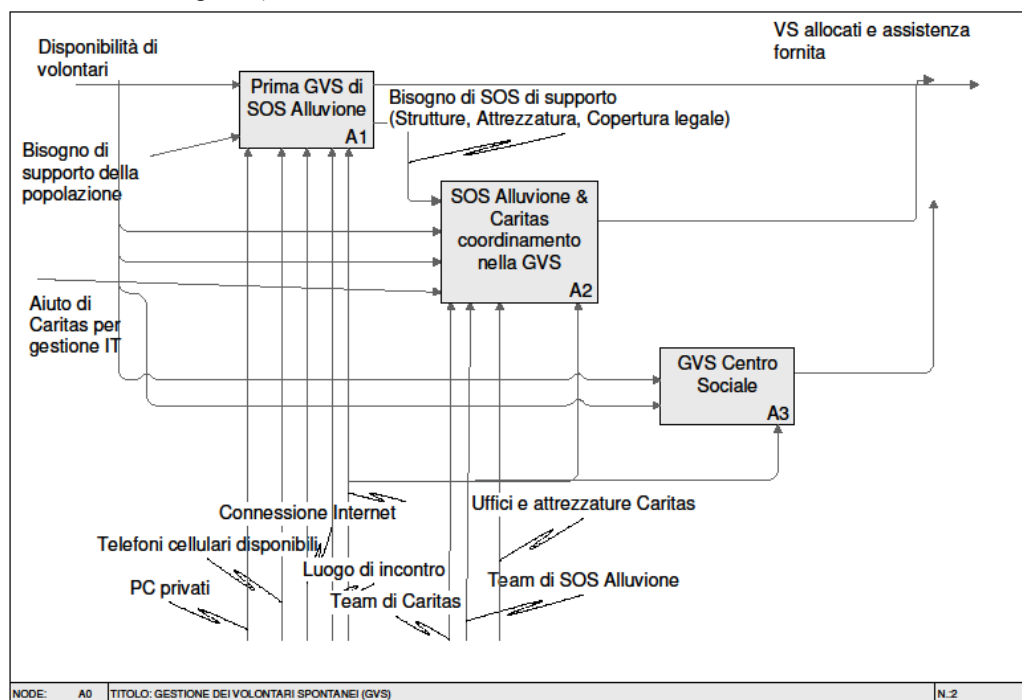 Disponibilità di
volontari
VS allocati e assistenza
fornita
Prima GVS di
SOS Alluvione
A1
Bisogno di SOS di supporto
(Strutture, Attrezzatura, Copertura legale)
Bisogno di
supporto della
popolazione
SOS Alluvione &
Caritas
coordinamento
nella GVS
A2
Aiuto di
Caritas per
gestione IT
GVS Centro
Sociale
A3
Connessione Internet
Uffici e attrezzature Caritas
Telefoni cellulari disponibili
Luogo di incontro
PC privati
Team di Caritas
Team di SOS Alluvione
NODE: A0 TITOLO: GESTIONE DEI VOLONTARI SPONTANEI (GVS) N.:2